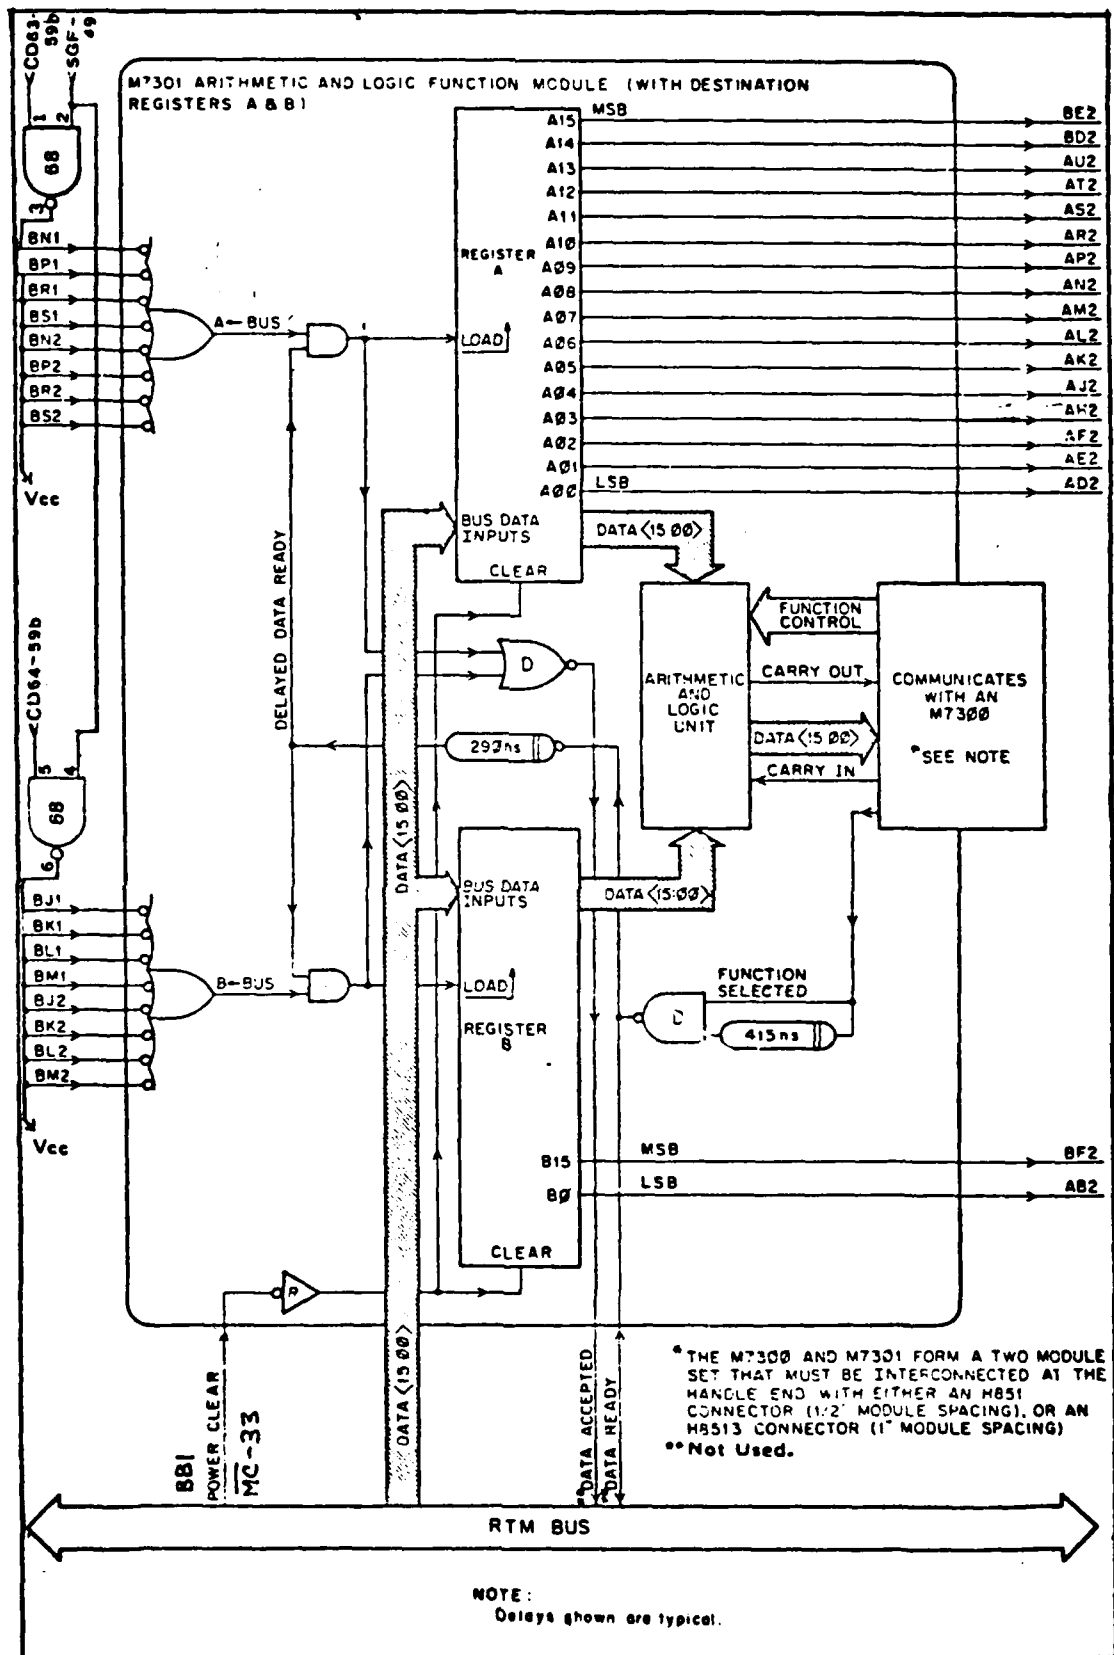 CD63-59b
SGF-49
1
2
68
3
M7301 ARITHMETIC AND LOGIC FUNCTION MODULE (WITH DESTINATION
REGISTERS A & B)
BN1
BP1
BR1
BS1
BN2
BP2
BR2
BS2
Vcc
A←BUS
REGISTER
A
LOAD
BUS DATA
INPUTS
CLEAR
A15
A14
A13
A12
A11
A10
A09
A08
A07
A06
A05
A04
A03
A02
A01
A00
MSB
LSB
BE2
BD2
AU2
AT2
AS2
AR2
AP2
AN2
AM2
AL2
AK2
AJ2
AH2
AF2
AE2
AD2
DATA<15:00>
DELAYED DATA READY
D
290ns
ARITHMETIC
AND
LOGIC
UNIT
FUNCTION
CONTROL
CARRY OUT
DATA<15:00>
CARRY IN
COMMUNICATES
WITH AN
M7300
*SEE NOTE
CD64-59b
5
4
68
6
BJ1
BK1
BL1
BM1
BJ2
BK2
BL2
BM2
Vcc
B←BUS
DATA<15:00>
BUS DATA
INPUTS
LOAD
REGISTER
B
DATA<15:00>
FUNCTION
SELECTED
D
415ns
B15
MSB
BF2
B0
LSB
AB2
CLEAR
BB1
POWER CLEAR
MC-33
DATA<15:00>
**DATA ACCEPTED
**DATA READY
*THE M7300 AND M7301 FORM A TWO MODULE
SET THAT MUST BE INTERCONNECTED AT THE
HANDLE END WITH EITHER AN H851
CONNECTOR (1/2" MODULE SPACING), OR AN
H8513 CONNECTOR (1" MODULE SPACING)
**Not Used.
RTM BUS
NOTE:
Delays shown are typical.